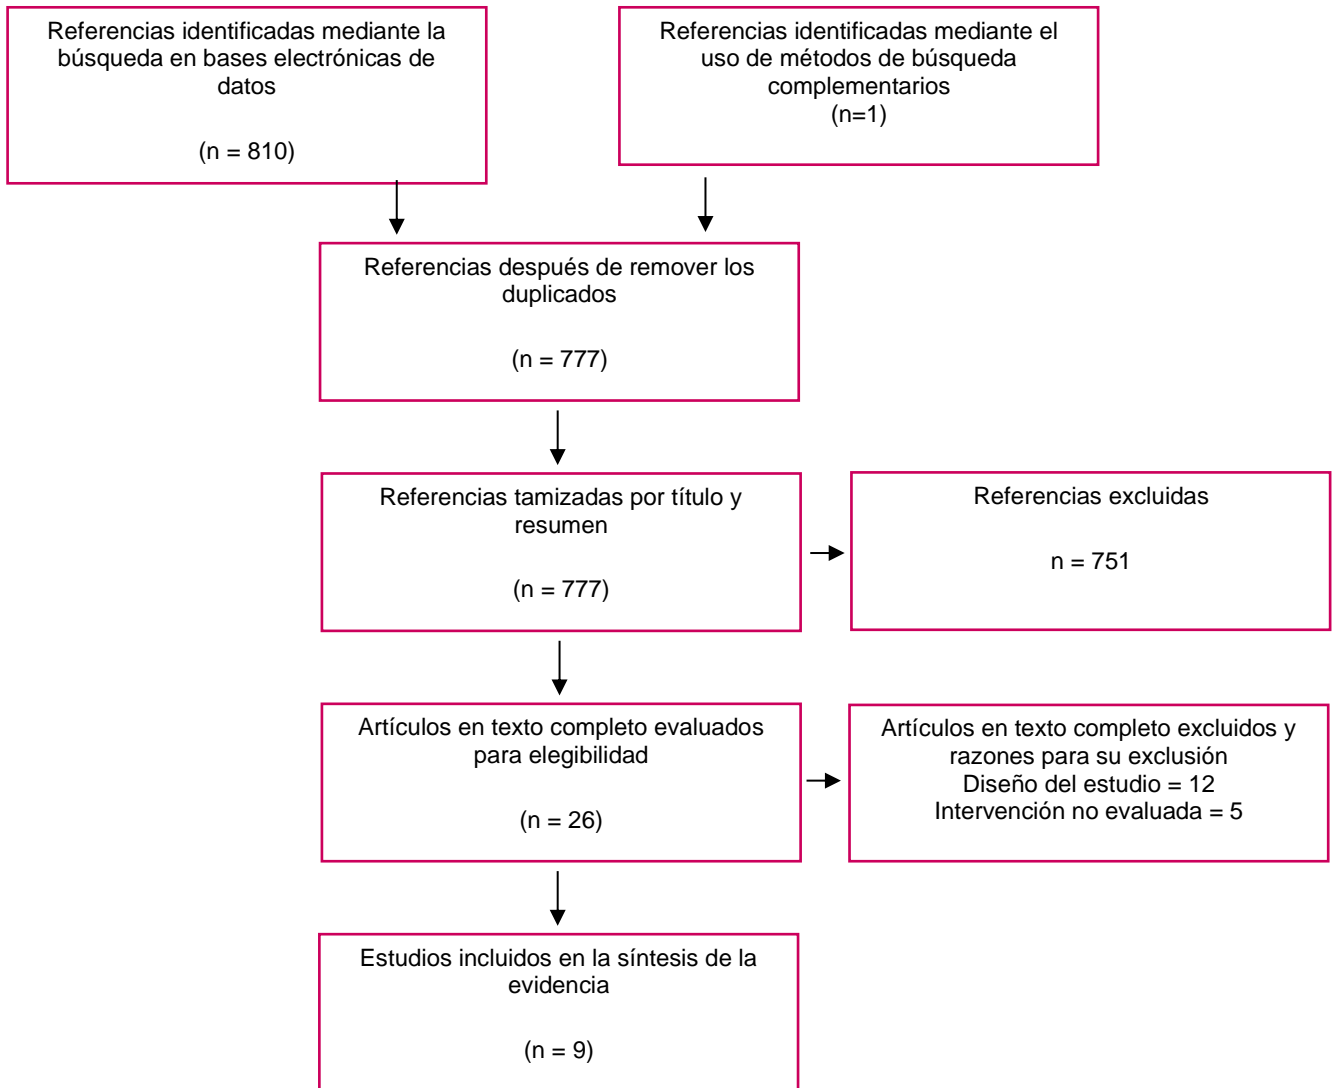 Referencias identificadas mediante la
búsqueda en bases electrónicas de
datos
(n = 810)
Referencias identificadas mediante el
uso de métodos de búsqueda
complementarios
(n=1)
Referencias después de remover los
duplicados
(n = 777)
Referencias tamizadas por título y
resumen
(n = 777)
Referencias excluidas
n = 751
Artículos en texto completo evaluados
para elegibilidad
(n = 26)
Artículos en texto completo excluidos y
razones para su exclusión
Diseño del estudio = 12
Intervención no evaluada = 5
Estudios incluidos en la síntesis de la
evidencia
(n = 9)